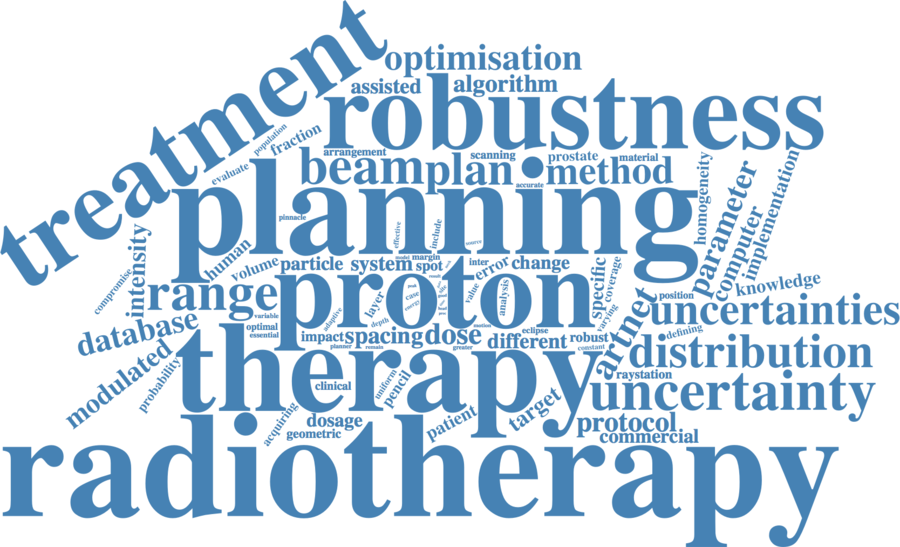 treatment
optimisation
assisted
algorithm
robustness
population
fraction
evaluate
arrangement
scanning
prostate
material
beam
plan
method
accurate
homogeneity
parameter
computer
implementation
planning
pinnacle
effective
include
source
intensity
human
volume
compromise
particle
system
model
margin
spot
inter
error
change
specific
coverage
knowledge
range
proton
layer
case
value
analysis
position
uncertainties
database
variable
optimal
essential
adaptive
depth
impact
spacing
dose
motion
eclipse
different
robust
varying
constant
artnet
defining
distribution
planner
remain
greater
modulated
probability
therapy
clinical
uniform
pencil
raystation
uncertainty
acquiring
dosage
geometric
patient
target
protocol
commercial
radiotherapy